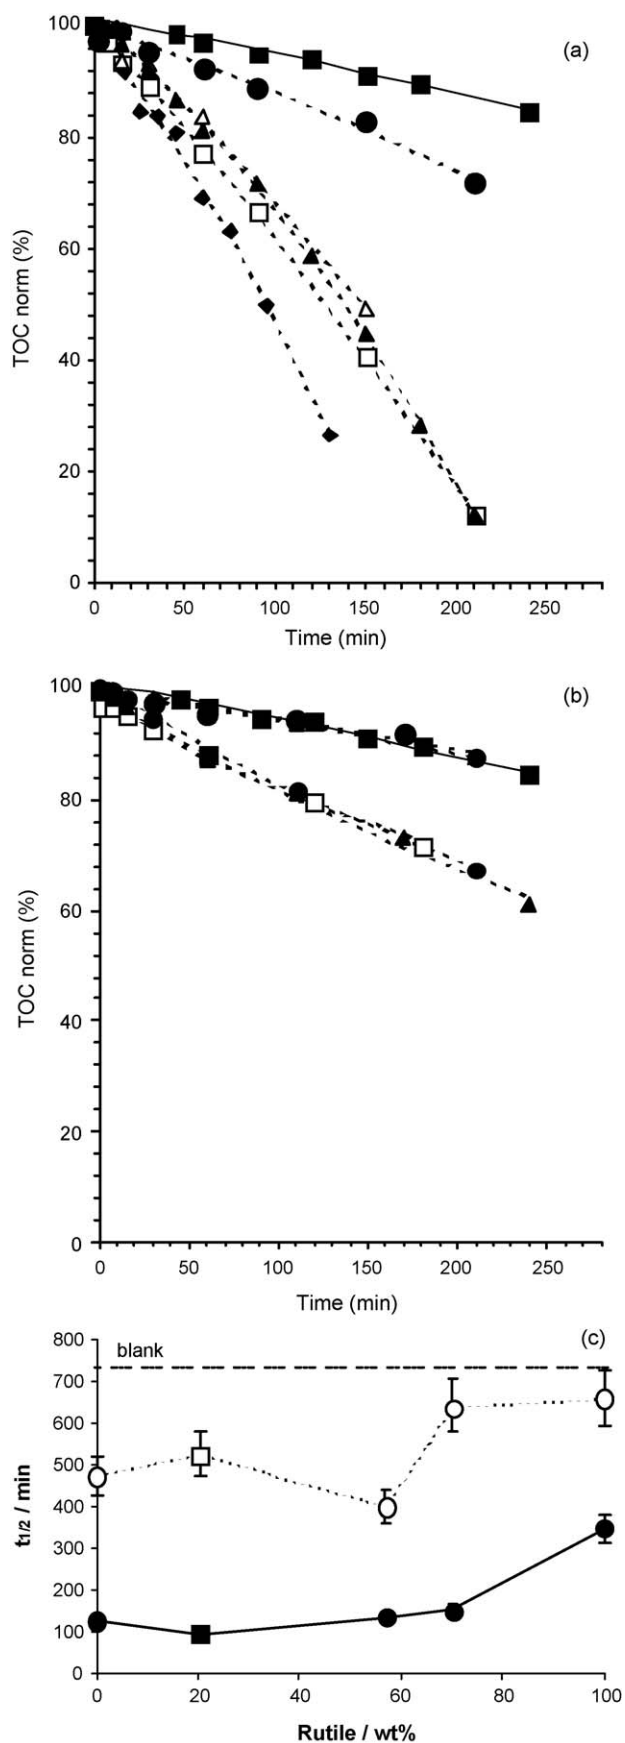 (a)
TOC norm (%)
100
80
60
40
20
0
0 50 100 150 200 250
Time (min)
(b)
TOC norm (%)
100
80
60
40
20
0
0 50 100 150 200 250
Time (min)
(c)
blank
t1/2 / min
800
700
600
500
400
300
200
100
0
0 20 40 60 80 100
Rutile / wt%